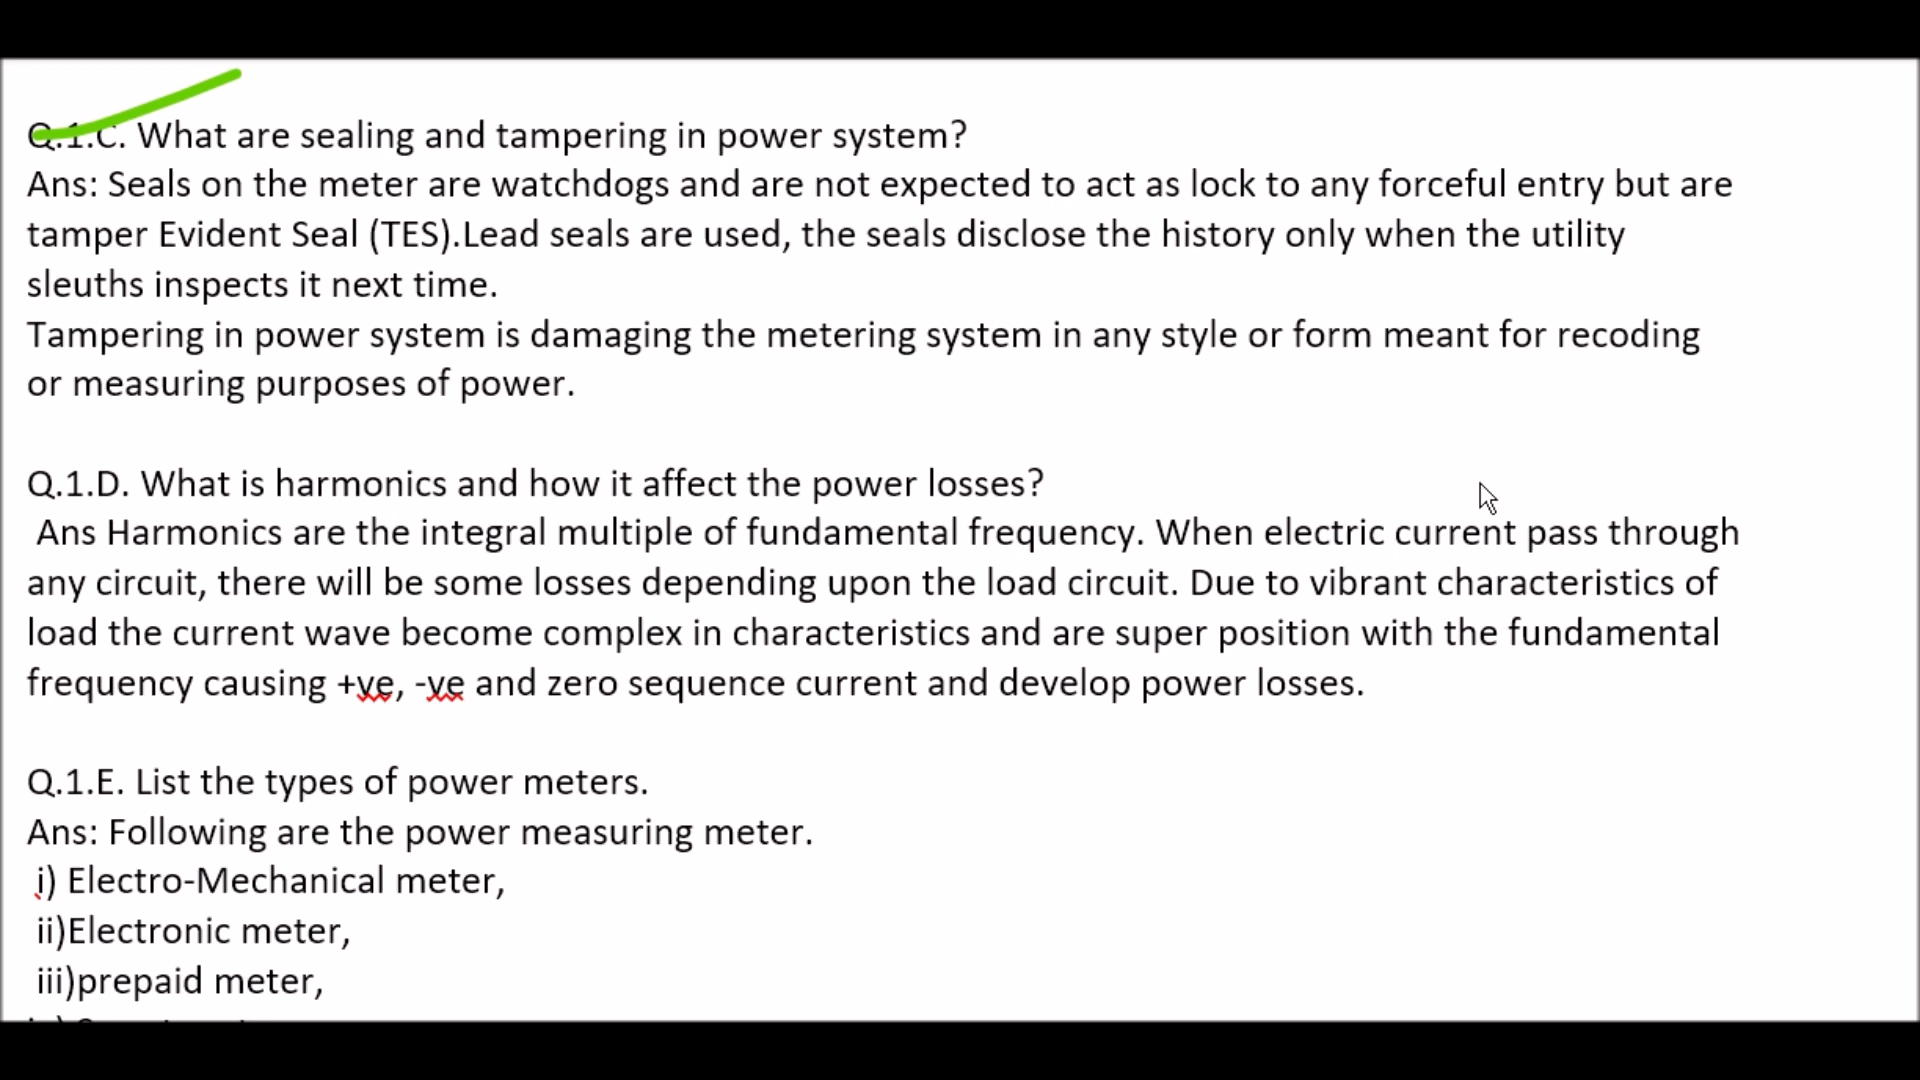 Q.1.C. What are sealing and tampering in power system?
Ans: Seals on the meter are watchdogs and are not expected to act as lock to any forceful entry but are
tamper Evident Seal (TES).Lead seals are used, the seals disclose the history only when the utility
sleuths inspects it next time.
Tampering in power system is damaging the metering system in any style or form meant for recoding
or measuring purposes of power.
Q.1.D. What is harmonics and how it affect the power losses?
Ans Harmonics are the integral multiple of fundamental frequency. When electric current pass through
any circuit, there will be some losses depending upon the load circuit. Due to vibrant characteristics of
load the current wave become complex in characteristics and are super position with the fundamental
frequency causing +ve, -ve and zero sequence current and develop power losses.
Q.1.E. List the types of power meters.
Ans: Following are the power measuring meter.
i) Electro-Mechanical meter,
ii)Electronic meter,
iii)prepaid meter,